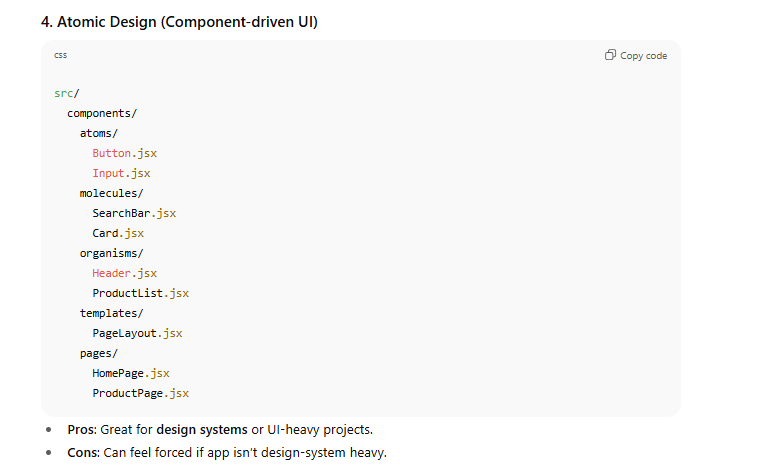 4. Atomic Design (Component-driven UI)
css
Copy code
src/
components/
atoms/
Button.jsx
Input.jsx
molecules/
SearchBar.jsx
Card.jsx
organisms/
Header.jsx
ProductList.jsx
templates/
PageLayout.jsx
pages/
HomePage.jsx
ProductPage.jsx
• Pros: Great for design systems or UI-heavy projects.
• Cons: Can feel forced if app isn’t design-system heavy.